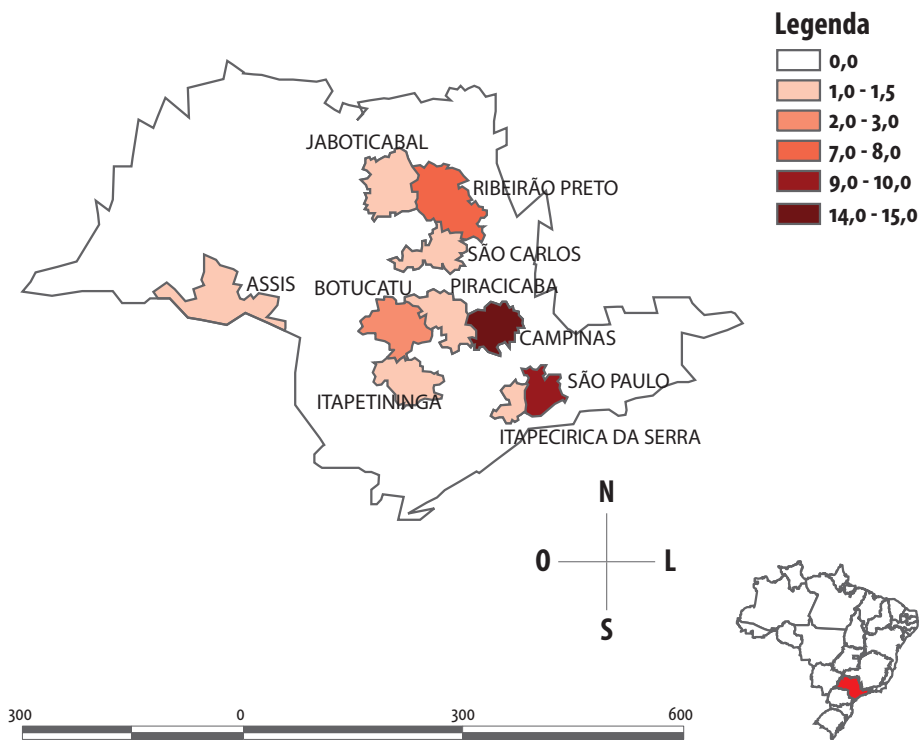 Legenda
0,0
1,0 - 1,5
2,0 - 3,0
7,0 - 8,0
9,0 - 10,0
14,0 - 15,0
JABOTICABAL
RIBEIRÃO PRETO
SÃO CARLOS
ASSIS
BOTUCATU
PIRACICABA
CAMPINAS
SÃO PAULO
ITAPETININGA
ITAPECIRICA DA SERRA
N
O
L
S
300 0 300 600